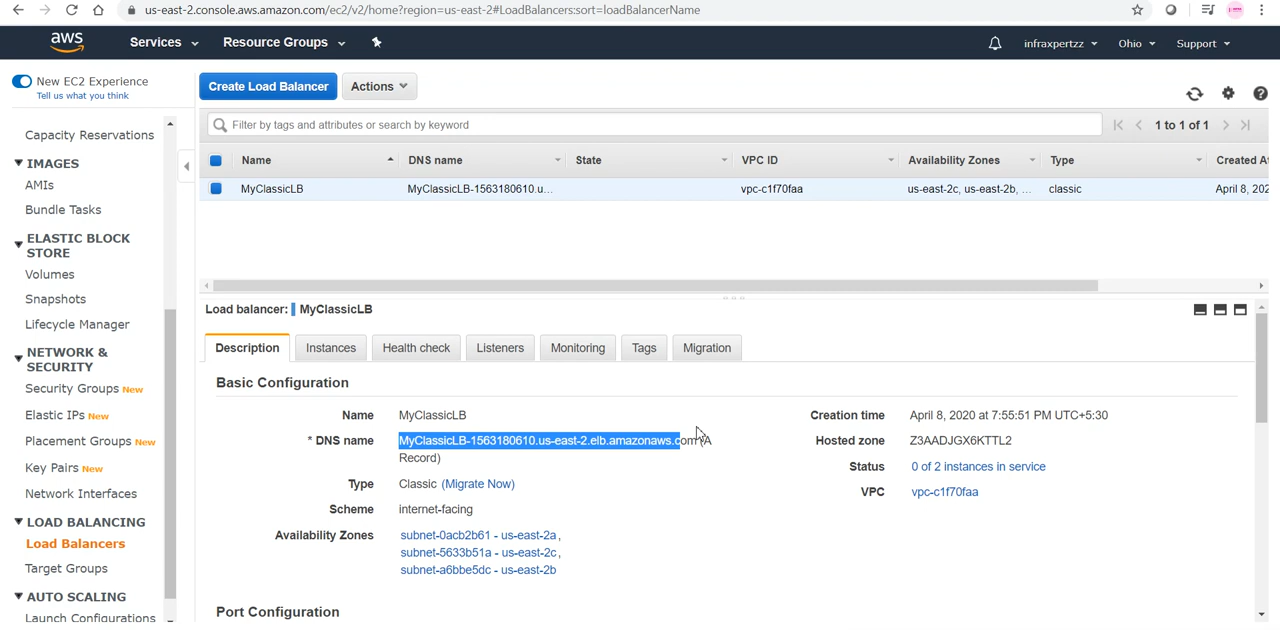 us-east-2.console.aws.amazon.com/ec2/v2/home?region=us-east-2#LoadBalancers:sort=loadBalancerName
aws
Services
Resource Groups
infraxpertzz
Ohio
Support
New EC2 Experience
Tell us what you think
Capacity Reservations
IMAGES
AMIs
Bundle Tasks
ELASTIC BLOCK
STORE
Volumes
Snapshots
Lifecycle Manager
NETWORK &
SECURITY
Security Groups New
Elastic IPs New
Placement Groups New
Key Pairs New
Network Interfaces
LOAD BALANCING
Load Balancers
Target Groups
AUTO SCALING
Launch Configurations
Create Load Balancer
Actions
Filter by tags and attributes or search by keyword
1 to 1 of 1
Name DNS name State VPC ID Availability Zones Type Created At
MyClassicLB MyClassicLB-1563180610.u... vpc-c1f70faa us-east-2c, us-east-2b, ... classic April 8, 202
Load balancer: MyClassicLB
Description Instances Health check Listeners Monitoring Tags Migration
Basic Configuration
Name MyClassicLB
* DNS name MyClassicLB-1563180610.us-east-2.elb.amazonaws.com (A
Record)
Type Classic (Migrate Now)
Scheme internet-facing
Availability Zones subnet-0acb2b61 - us-east-2a,
subnet-5633b51a - us-east-2c,
subnet-a6bbe5dc - us-east-2b
Creation time April 8, 2020 at 7:55:51 PM UTC+5:30
Hosted zone Z3AADJGX6KTTL2
Status 0 of 2 instances in service
VPC vpc-c1f70faa
Port Configuration